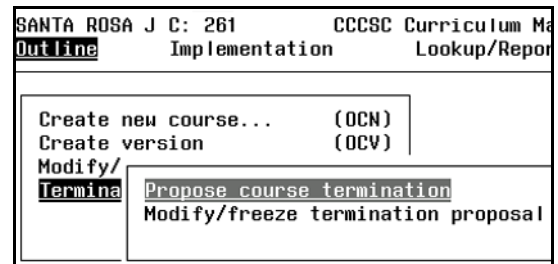 SANTA ROSA J C: 261 CCCSC Curriculum Ma
Outline Implementation Lookup/Repor
Create new course... (OCN)
Create version (OCV)
Modify/
Termina
Propose course termination
Modify/freeze termination proposal